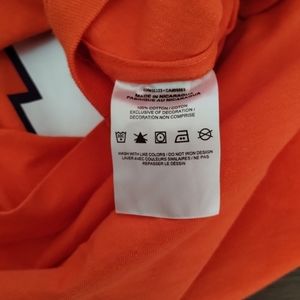 MADE IN NICARAGUA
FABRIQUÉ AU NICARAGUA
100% COTTON / COTON
EXCLUSIVE OF DECORATION /
DÉCORATION NON COMPRISE
WASH WITH LIKE COLORS / DO NOT IRON DESIGN
LAVER AVEC COULEURS SIMILAIRES / NE PAS
REPASSER LE DESSIN